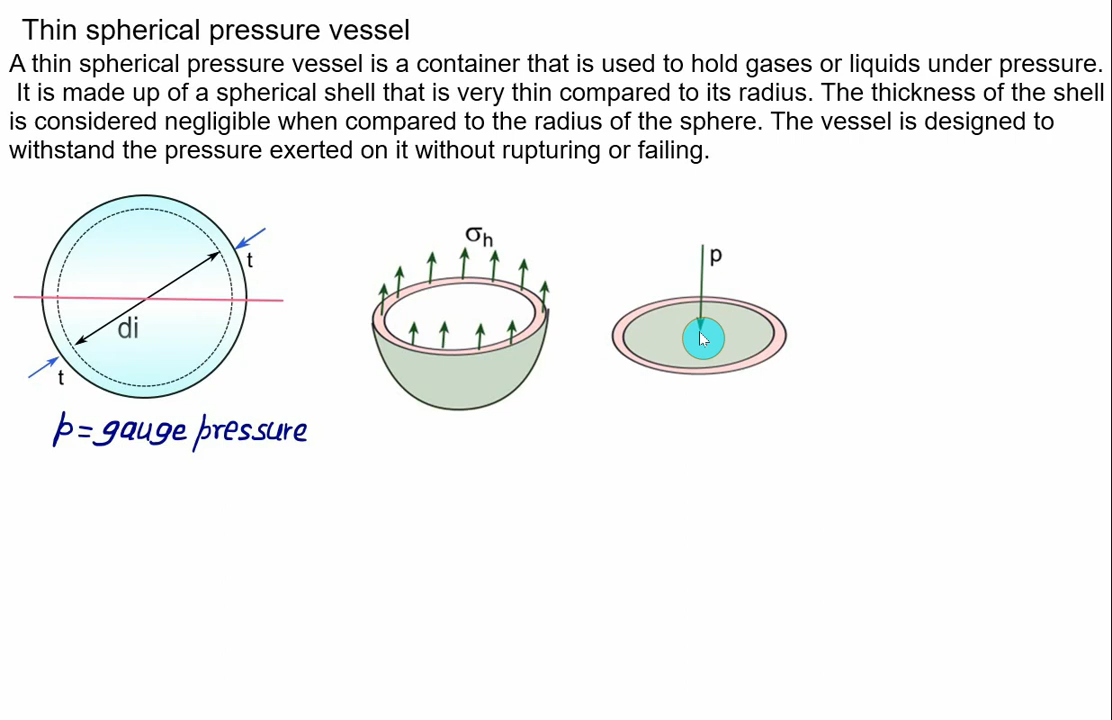 Thin spherical pressure vessel
A thin spherical pressure vessel is a container that is used to hold gases or liquids under pressure.
It is made up of a spherical shell that is very thin compared to its radius. The thickness of the shell
is considered negligible when compared to the radius of the sphere. The vessel is designed to
withstand the pressure exerted on it without rupturing or failing.
σh
p
t
di
t
p = gauge pressure